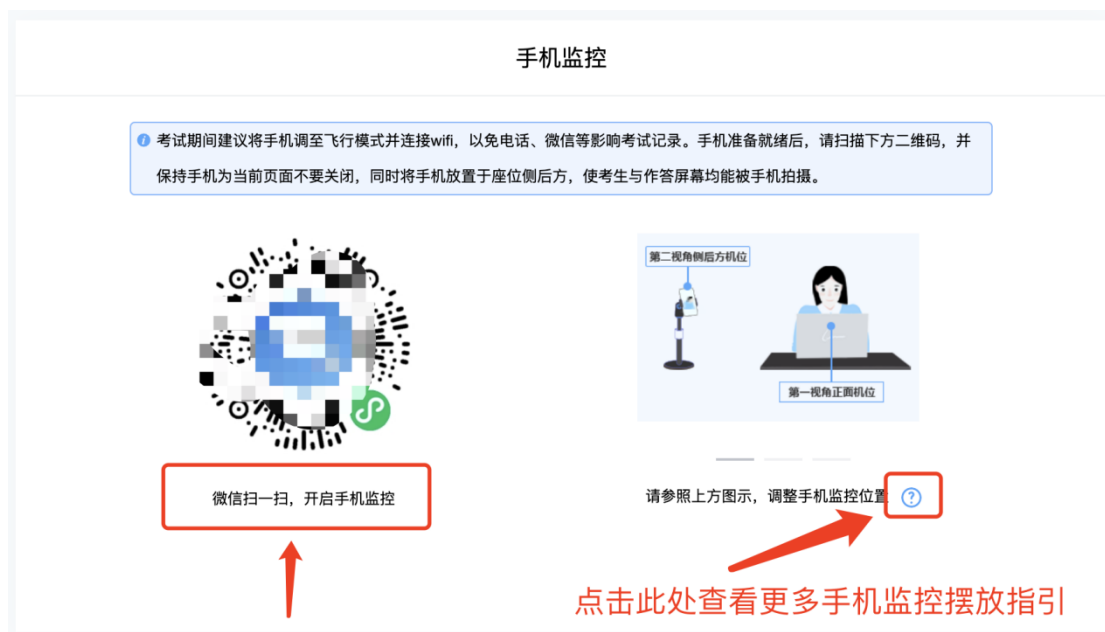 手机监控
考试期间建议将手机调至飞行模式并连接wifi，以免电话、微信等影响考试记录。手机准备就绪后，请扫描下方二维码，并
保持手机为当前页面不要关闭，同时将手机放置于座位侧后方，使考生与作答屏幕均能被手机拍摄。
第二视角侧后方机位
第一视角正面机位
微信扫一扫，开启手机监控
请参照上方图示，调整手机监控位置
点击此处查看更多手机监控摆放指引